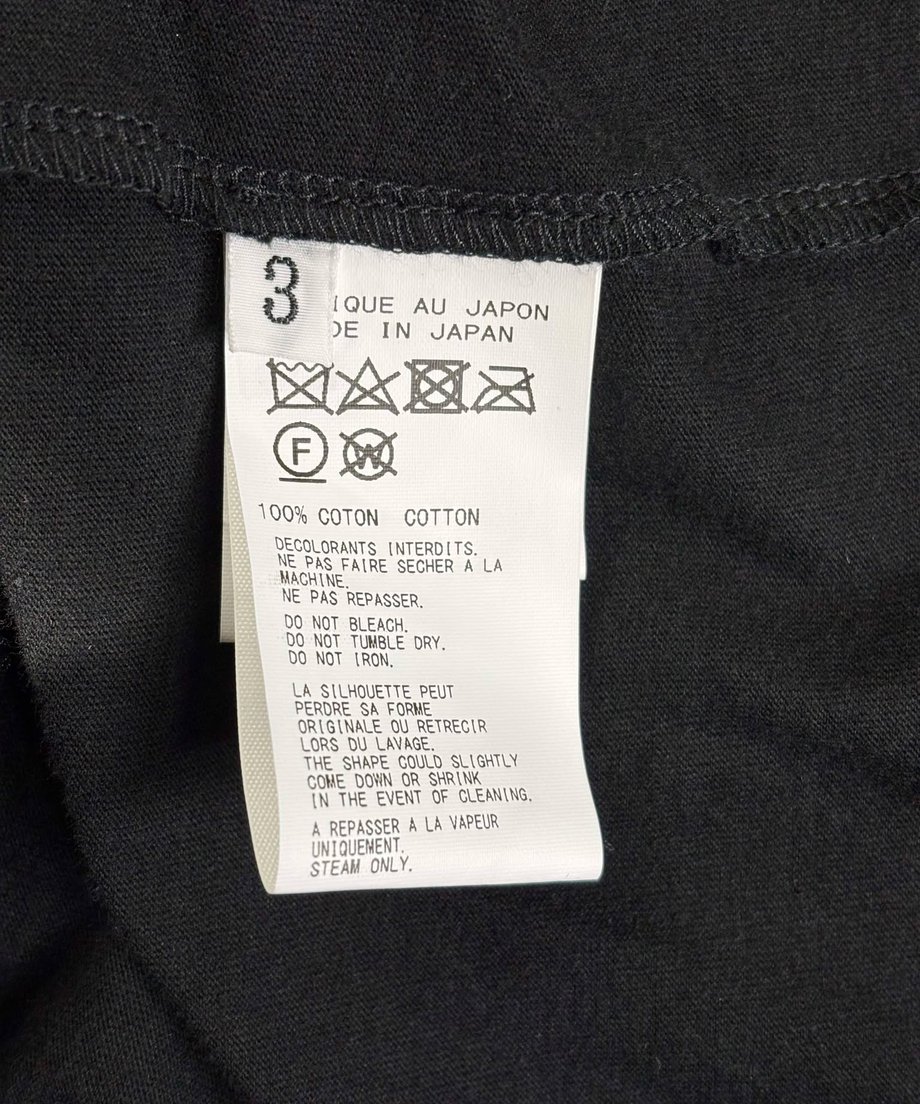 3
IQUE AU JAPON
DE IN JAPAN
F
W
100% COTON COTTON
DECOLORANTS INTERDITS.
NE PAS FAIRE SECHER A LA
MACHINE.
NE PAS REPASSER.
DO NOT BLEACH.
DO NOT TUMBLE DRY.
DO NOT IRON.
LA SILHOUETTE PEUT
PERDRE SA FORME
ORIGINALE OU RETRECIR
LORS DU LAVAGE.
THE SHAPE COULD SLIGHTLY
COME DOWN OR SHRINK
IN THE EVENT OF CLEANING.
A REPASSER A LA VAPEUR
UNIQUEMENT.
STEAM ONLY.